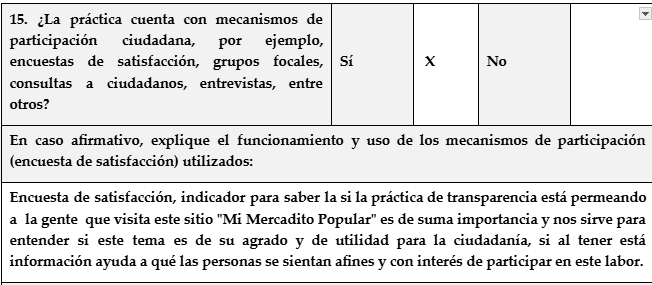 15. ¿La práctica cuenta con mecanismos de
participación ciudadana, por ejemplo,
encuestas de satisfacción, grupos focales,
consultas a ciudadanos, entrevistas, entre
otros?
Sí
X
No
En caso afirmativo, explique el funcionamiento y uso de los mecanismos de participación
(encuesta de satisfacción) utilizados:
Encuesta de satisfacción, indicador para saber la si la práctica de transparencia está permeando
a la gente que visita este sitio "Mi Mercadito Popular" es de suma importancia y nos sirve para
entender si este tema es de su agrado y de utilidad para la ciudadanía, si al tener está
información ayuda a qué las personas se sientan afines y con interés de participar en este labor.